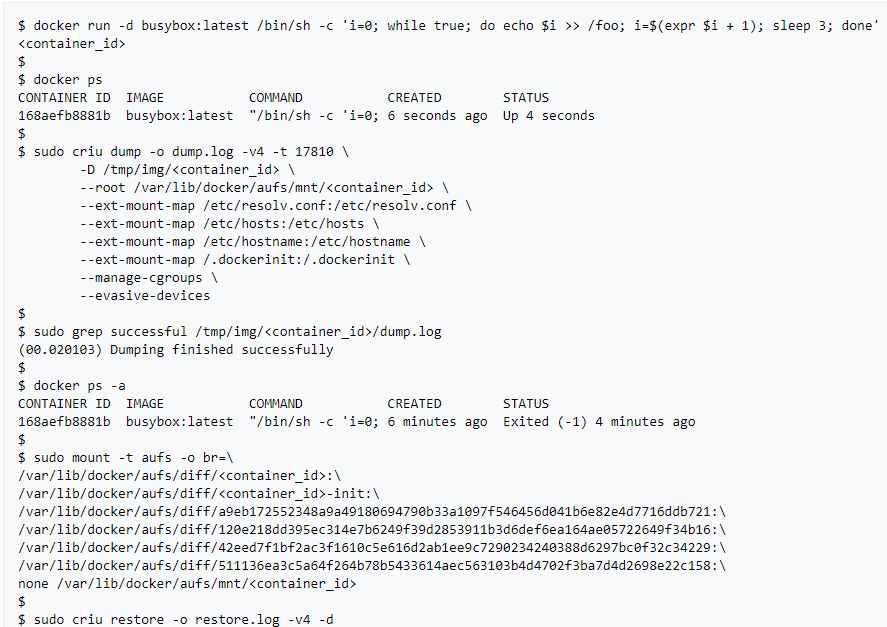 $ docker run -d busybox:latest /bin/sh -c 'i=0; while true; do echo $i >> /foo; i=$(expr $i + 1); sleep 3; done'
<container_id>
$
$ docker ps
CONTAINER ID  IMAGE           COMMAND           CREATED        STATUS
168aefb8881b  busybox:latest  "/bin/sh -c 'i=0; 6 seconds ago  Up 4 seconds
$
$ sudo criu dump -o dump.log -v4 -t 17810 \
        -D /tmp/img/<container_id> \
        --root /var/lib/docker/aufs/mnt/<container_id> \
        --ext-mount-map /etc/resolv.conf:/etc/resolv.conf \
        --ext-mount-map /etc/hosts:/etc/hosts \
        --ext-mount-map /etc/hostname:/etc/hostname \
        --ext-mount-map /.dockerinit:/.dockerinit \
        --manage-cgroups \
        --evasive-devices
$
$ sudo grep successful /tmp/img/<container_id>/dump.log
(00.020103) Dumping finished successfully
$
$ docker ps -a
CONTAINER ID  IMAGE           COMMAND           CREATED        STATUS
168aefb8881b  busybox:latest  "/bin/sh -c 'i=0; 6 minutes ago  Exited (-1) 4 minutes ago
$
$ sudo mount -t aufs -o br=\
/var/lib/docker/aufs/diff/<container_id>:\
/var/lib/docker/aufs/diff/<container_id>-init:\
/var/lib/docker/aufs/diff/a9eb172552348a9a49180694790b33a1097f546456d041b6e82e4d7716ddb721:\
/var/lib/docker/aufs/diff/120e218dd395ec314e7b6249f39d2853911b3d6def6ea164ae05722649f34b16:\
/var/lib/docker/aufs/diff/42eed7f1bf2ac3f1610c5e616d2ab1ee9c7290234240388d6297bc0f32c34229:\
/var/lib/docker/aufs/diff/511136ea3c5a64f264b78b5433614aec563103b4d4702f3ba7d4d2698e22c158:\
none /var/lib/docker/aufs/mnt/<container_id>
$
$ sudo criu restore -o restore.log -v4 -d